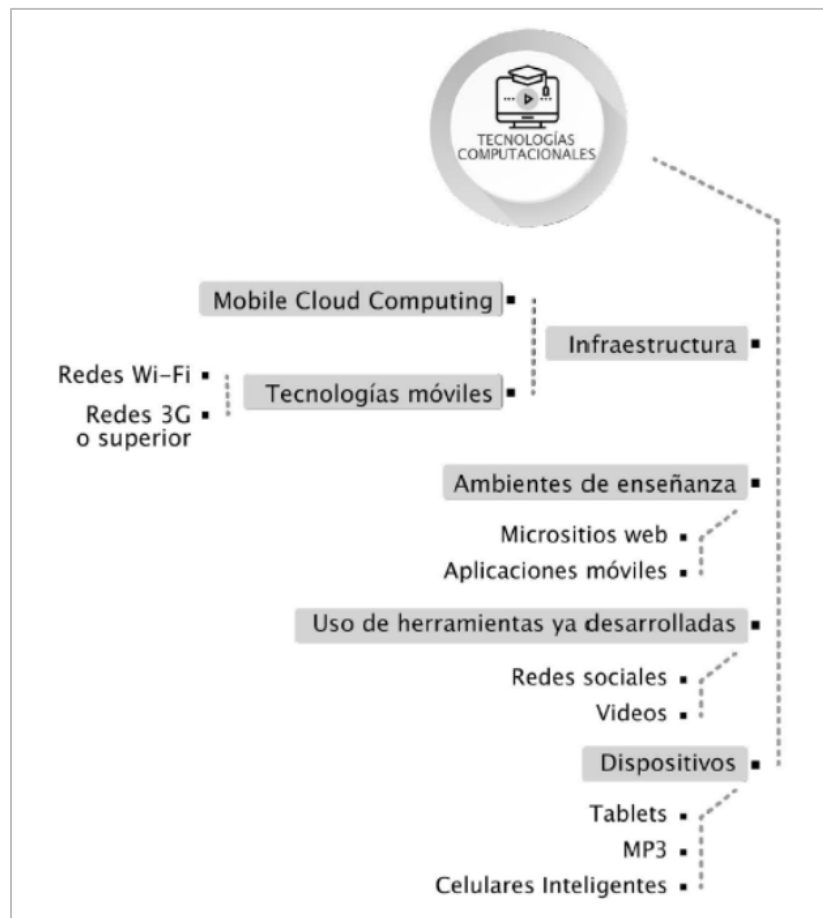 TECNOLOGÍAS
COMPUTACIONALES
Mobile Cloud Computing
Infraestructura
Redes Wi-Fi
Tecnologías móviles
Redes 3G
o superior
Ambientes de enseñanza
Micrositios web
Aplicaciones móviles
Uso de herramientas ya desarrolladas
Redes sociales
Videos
Dispositivos
Tablets
MP3
Celulares Inteligentes